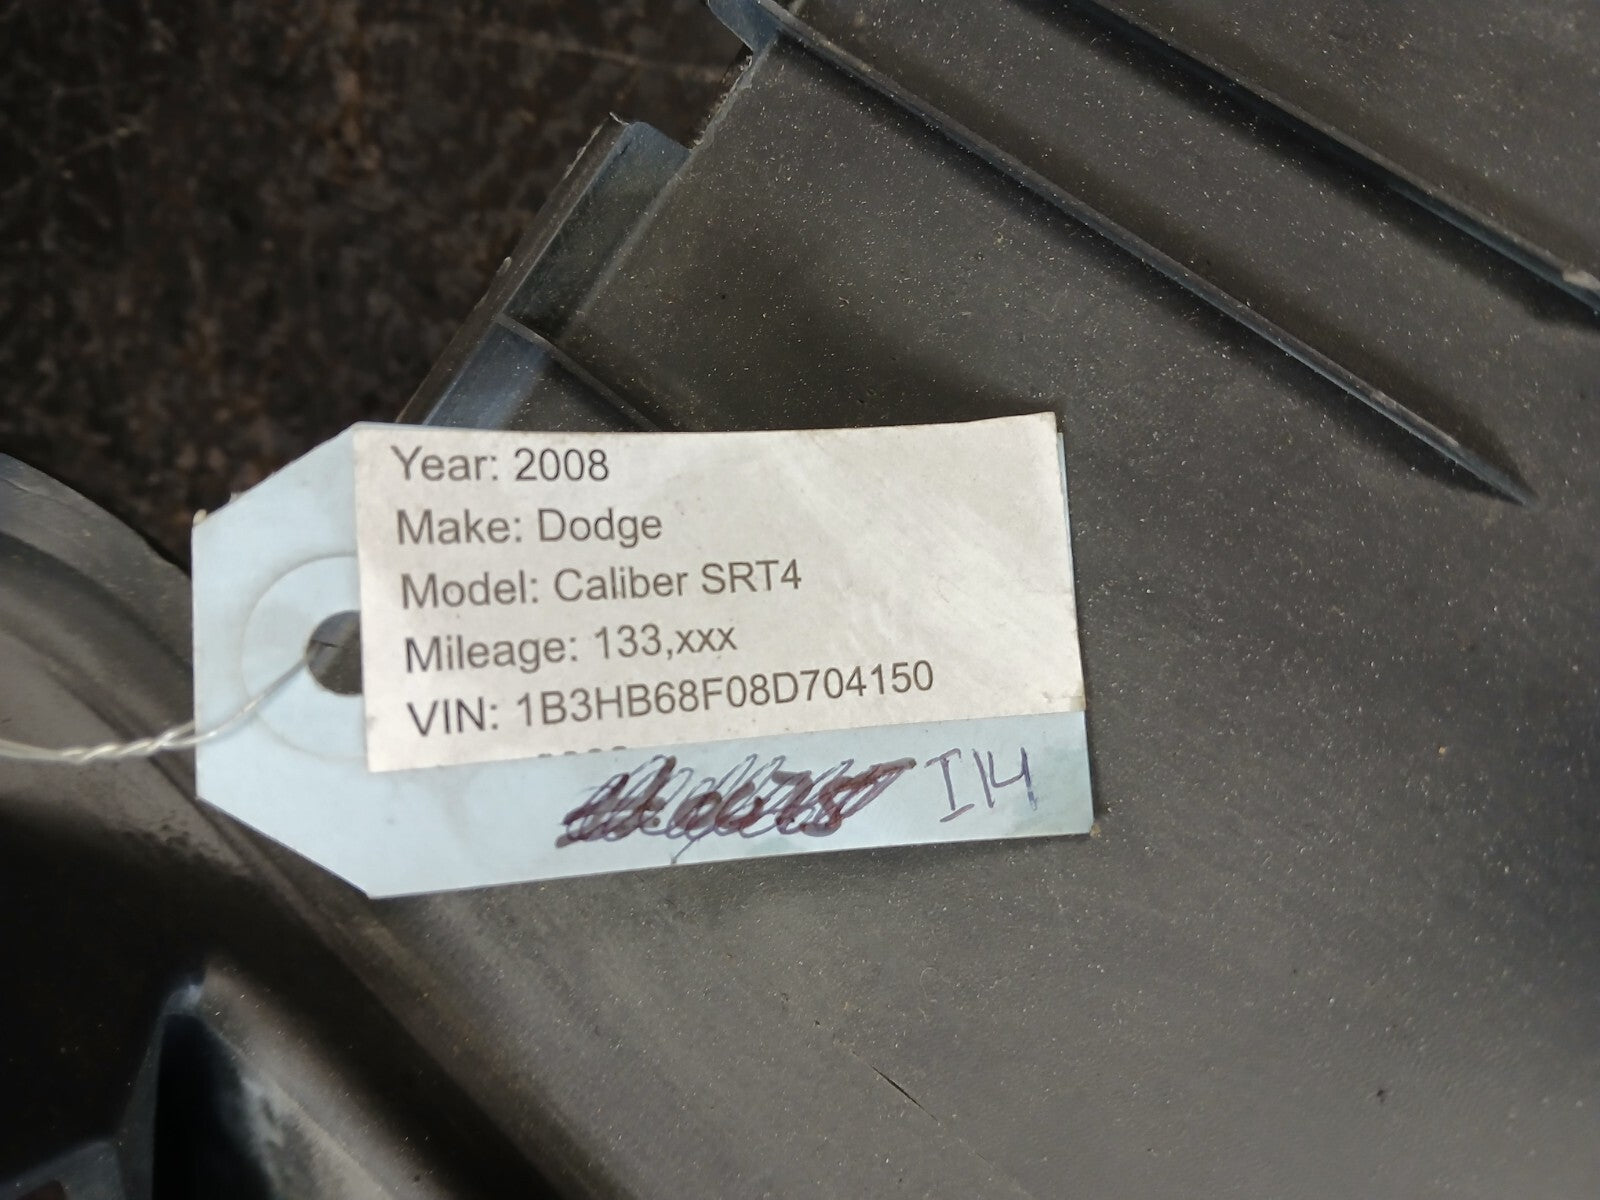 Year: 2008
Make: Dodge
Model: Caliber SRT4
Mileage: 133,xxx
VIN: 1B3HB68F08D704150
I14